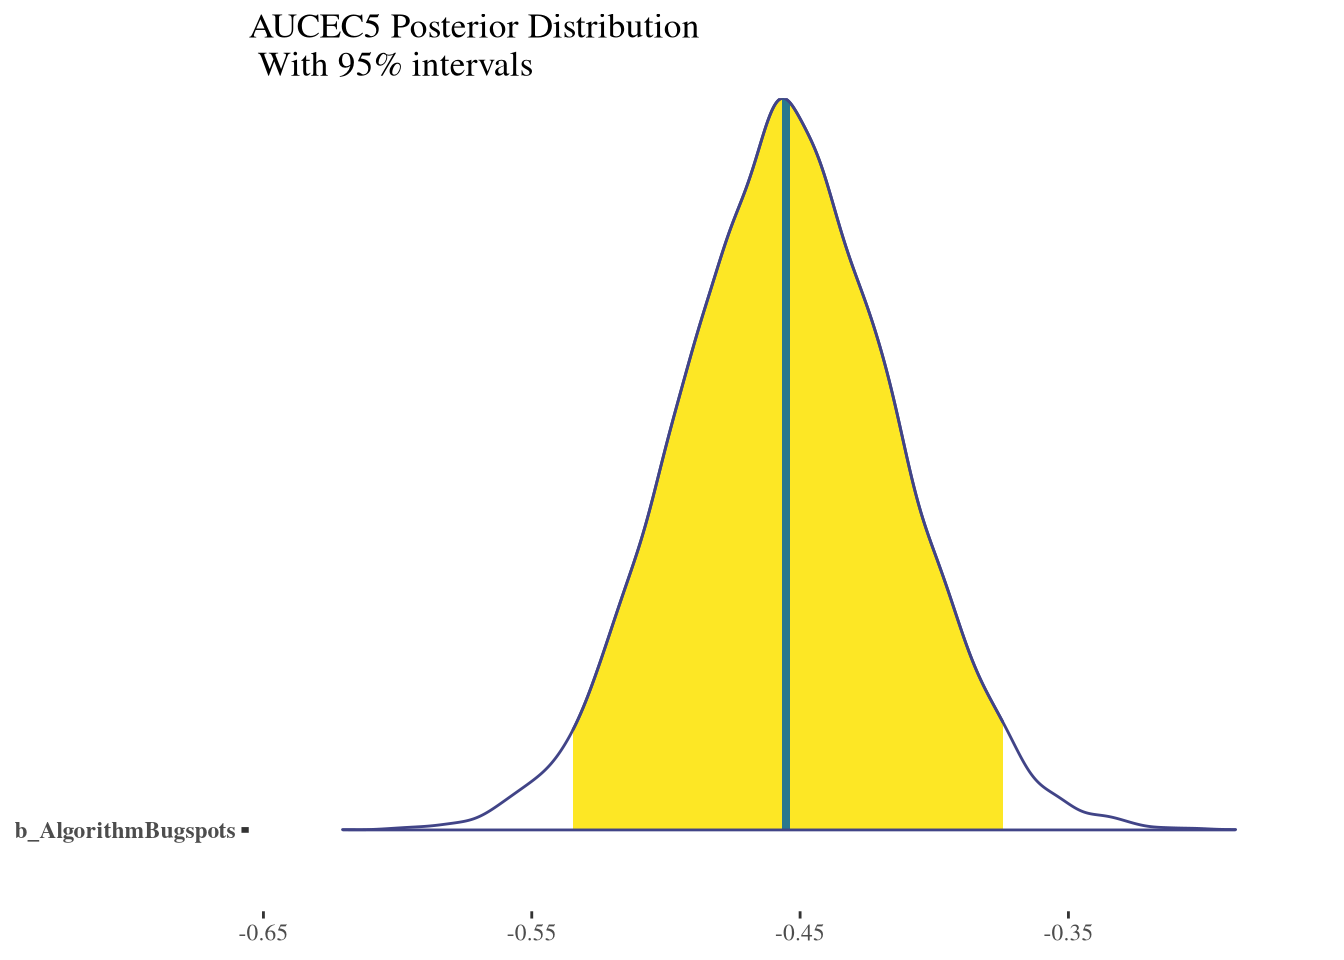 AUCEC5 Posterior Distribution
With 95% intervals
b_AlgorithmBugspots
-0.65 -0.55 -0.45 -0.35